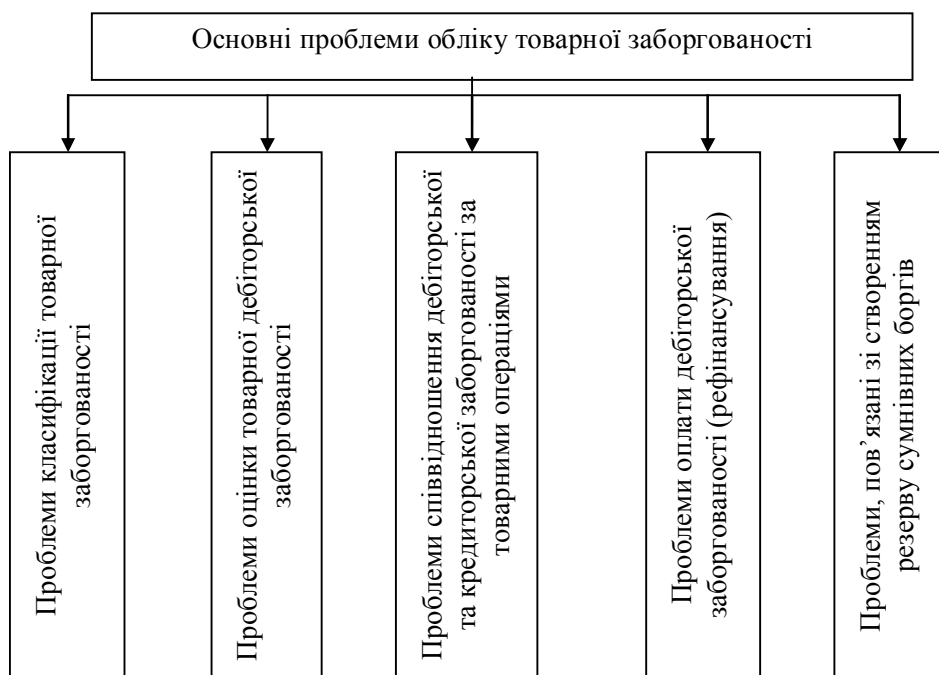 Основні проблеми обліку товарної заборгованості
Проблеми класифікації товарної
заборгованості
Проблеми оцінки товарної дебіторської
заборгованості
Проблеми співвідношення дебіторської
та кредиторської заборгованості за
товарними операціями
Проблеми оплати дебіторської
заборгованості (рефінансування)
Проблеми, пов’язані зі створенням
резерву сумнівних боргів